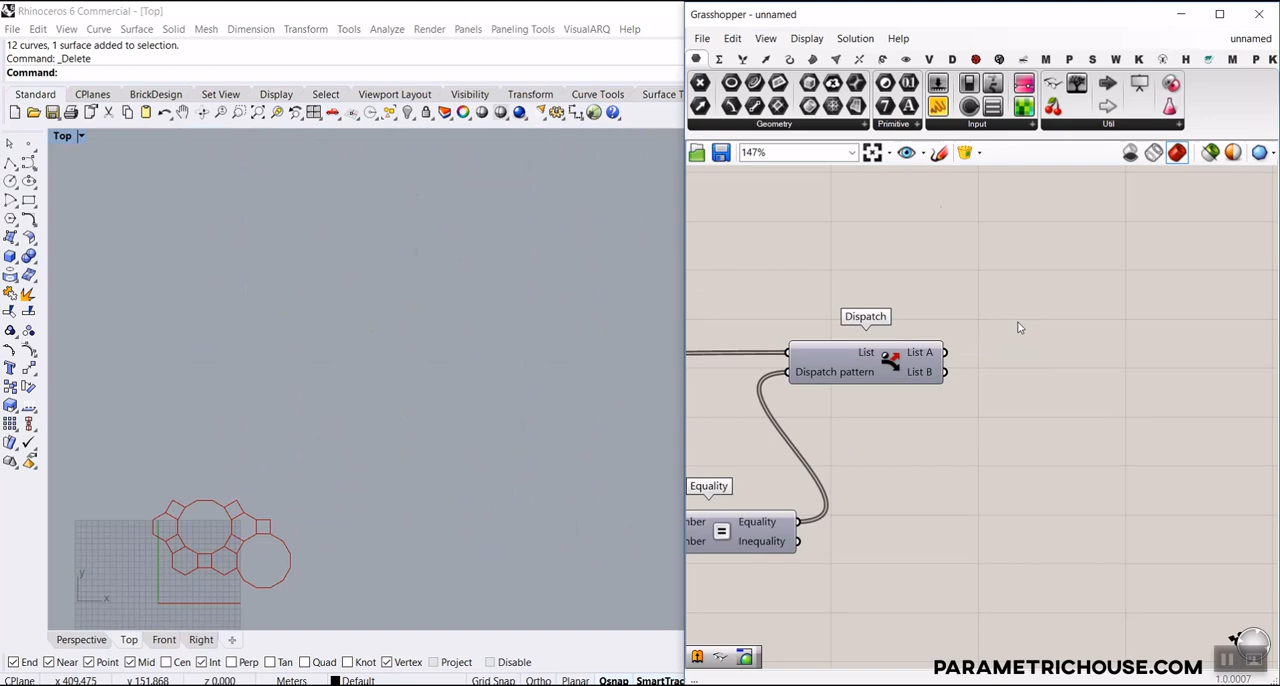 Rhinoceros 6 Commercial - [Top]
File Edit View Curve Surface Solid Mesh Dimension Transform Tools Analyze Render Panels Paneling Tools VisualARQ Help
12 curves, 1 surface added to selection.
Command: _Delete
Command:
Standard CPlanes BrickDesign Set View Display Select Viewport Layout Visibility Transform Curve Tools Surface T
Top
y
x
Perspective Top Front Right
End Near Point Mid Cen Int Perp Tan Quad Knot Vertex Project Disable
CPlane x 409.475 y 151.868 z 0.000 Meters Default Grid Snap Ortho Planar Osnap SmartTrac
Grasshopper - unnamed
File Edit View Display Solution Help unnamed
V D M P S W K H M P K
Geometry Primitive Input Util
147%
Dispatch
List List A
Dispatch pattern List B
Equality
nber Equality
nber Inequality
PARAMETRICHOUSE.COM
... 1.0.0007